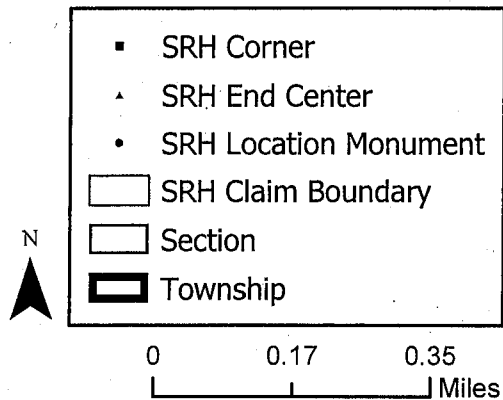 SRH Corner
SRH End Center
SRH Location Monument
SRH Claim Boundary
Section
Township
N
0 0.17 0.35
Miles